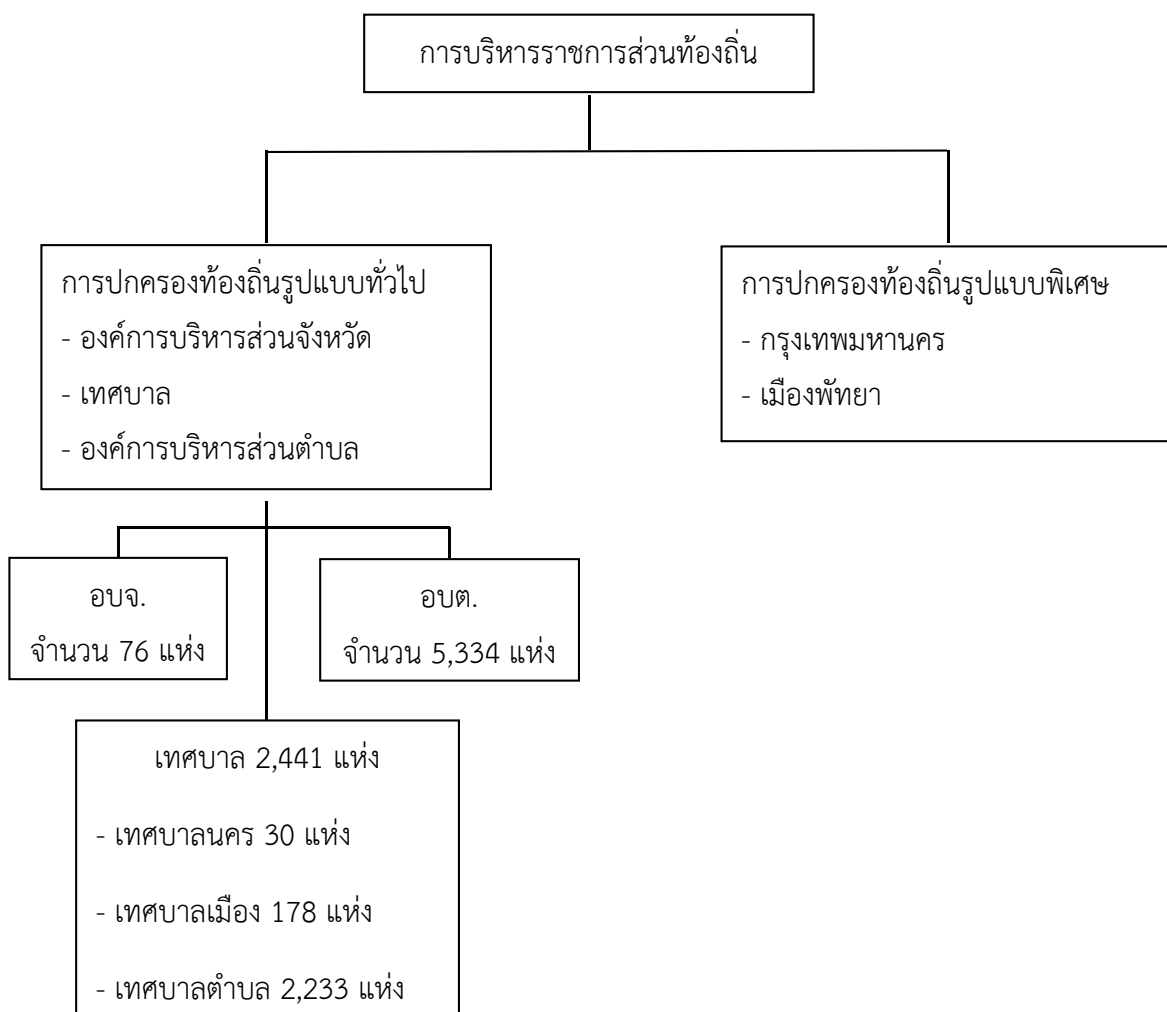 การบริหารราชการส่วนท้องถิ่น
การปกครองท้องถิ่นรูปแบบทั่วไป
- องค์การบริหารส่วนจังหวัด
- เทศบาล
- องค์การบริหารส่วนตำบล
การปกครองท้องถิ่นรูปแบบพิเศษ
- กรุงเทพมหานคร
- เมืองพัทยา
อบจ.
จำนวน 76 แห่ง
อบต.
จำนวน 5,334 แห่ง
เทศบาล 2,441 แห่ง
- เทศบาลนคร 30 แห่ง
- เทศบาลเมือง 178 แห่ง
- เทศบาลตำบล 2,233 แห่ง